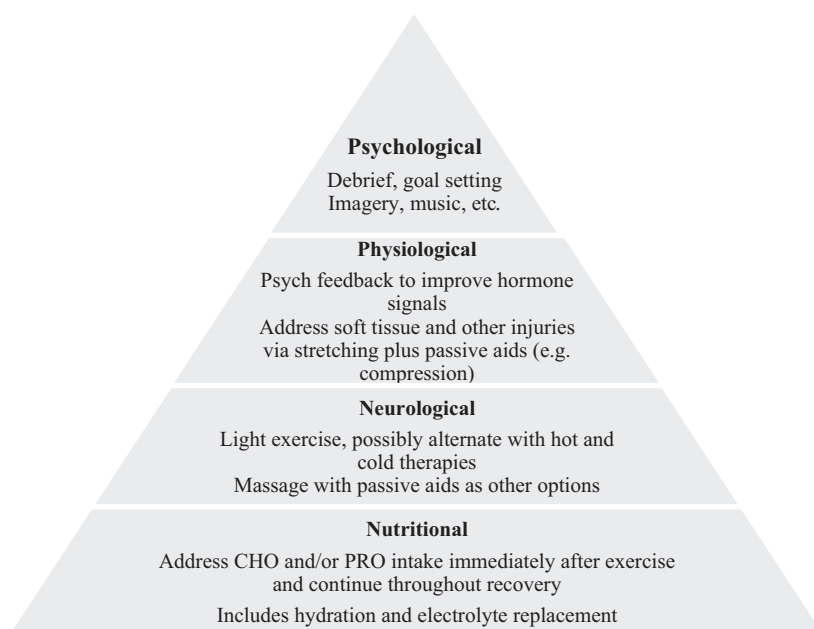 Psychological
Debrief, goal setting
Imagery, music, etc.
Physiological
Psych feedback to improve hormone
signals
Address soft tissue and other injuries
via stretching plus passive aids (e.g.
compression)
Neurological
Light exercise, possibly alternate with hot and
cold therapies
Massage with passive aids as other options
Nutritional
Address CHO and/or PRO intake immediately after exercise
and continue throughout recovery
Includes hydration and electrolyte replacement